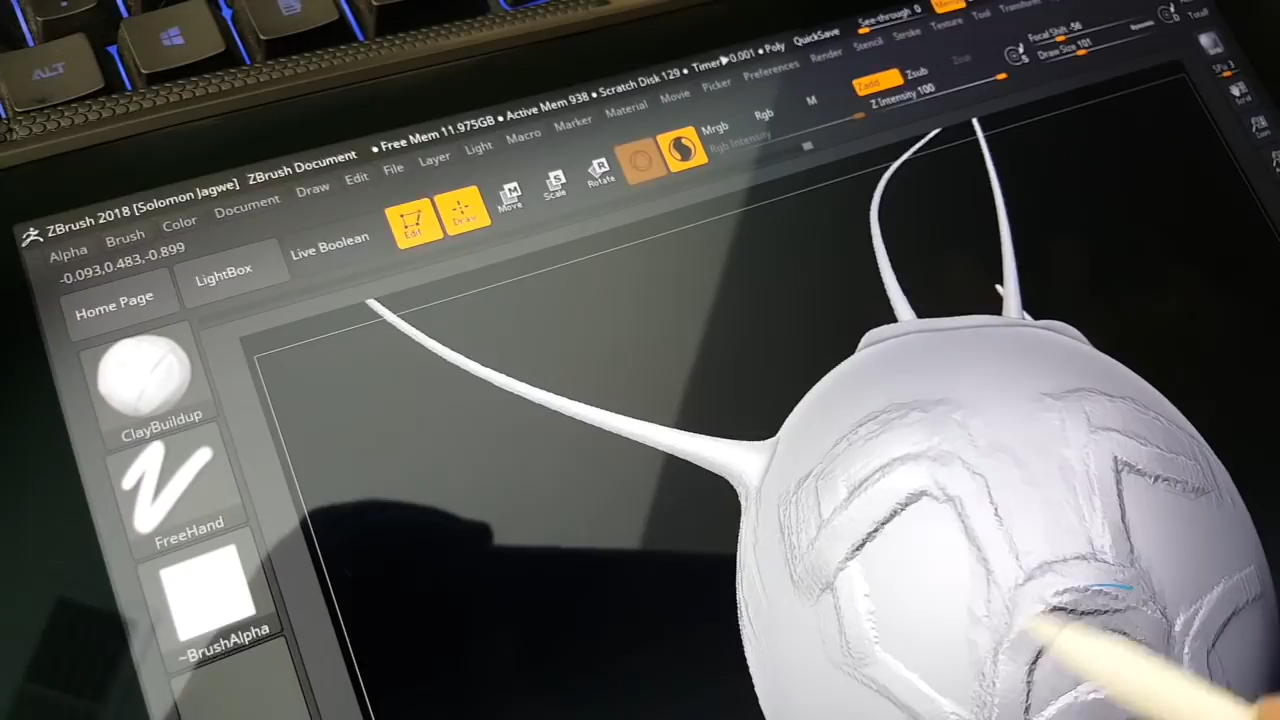 ALT
See-through 0
ZBrush 2018 [Solomon Jagwe] ZBrush Document • Free Mem 11.975GB • Active Mem 938 • Scratch Disk 129 • Timer▶0.001 • Poly QuickSave
Alpha Brush Color Document Draw Edit File Layer Light Macro Marker Material Movie Picker Preferences Render Stencil Stroke Texture Tool Transform
-0.093,0.483,-0.899
Home Page LightBox Live Boolean Edit Draw Move Scale Rotate
M S R
Mrgb Rgb M Zadd Zsub
Rgb Intensity Z Intensity 100
Focal Shift -56
Draw Size 101 Dynamic
S D
SPix 3
Scroll
ClayBuildup
FreeHand
~BrushAlpha